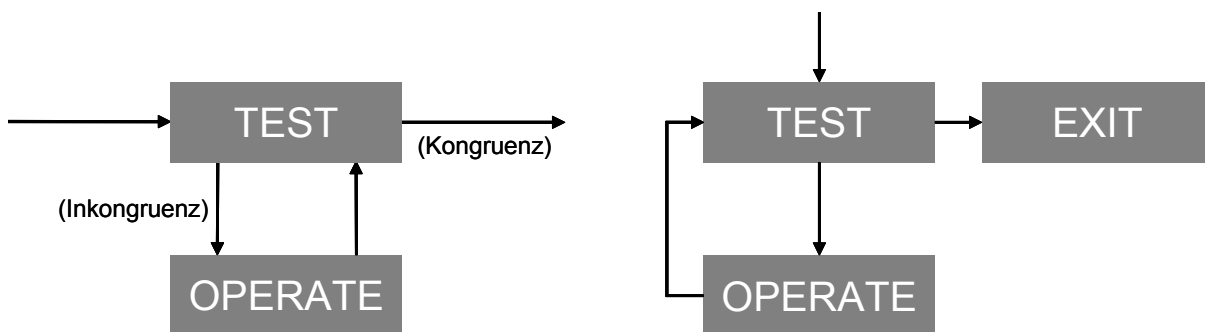 TEST
(Kongruenz)
(Inkongruenz)
OPERATE
TEST
EXIT
OPERATE